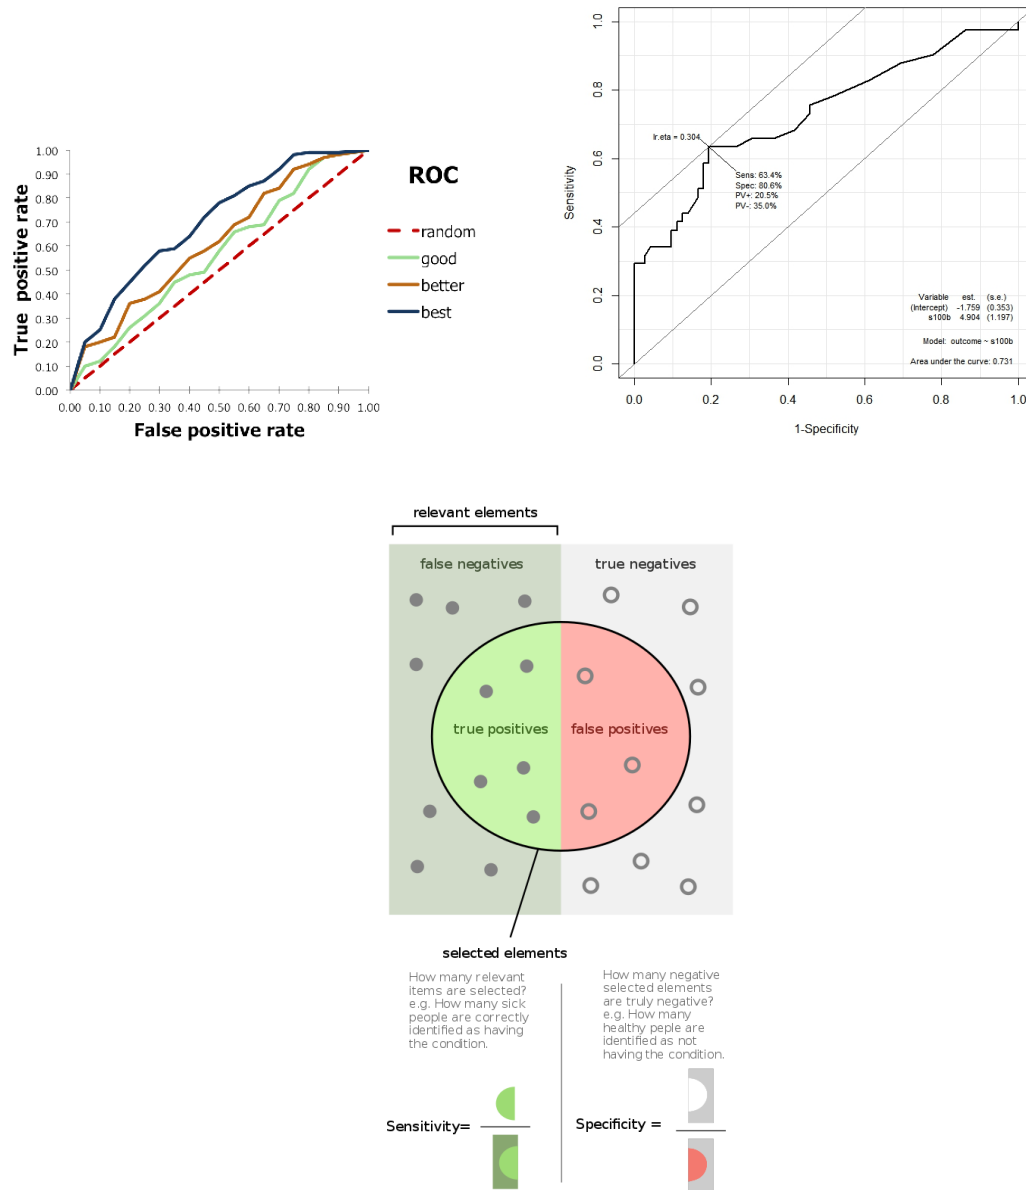 ROC
1.00
0.90
0.80
0.70
0.60
0.50
0.40
0.30
0.20
0.10
0.00
True positive rate
0.00 0.10 0.20 0.30 0.40 0.50 0.60 0.70 0.80 0.90 1.00
False positive rate
random
good
better
best
Sensitivity
1.0
0.8
0.6
0.4
0.2
0.0
lr.eta = 0.304
Sens: 63.4%
Spec: 80.6%
PV+: 20.5%
PV-: 35.0%
Variable est. (s.e.)
(Intercept) -1.759 (0.353)
s100b 4.904 (1.197)
Model: outcome ~ s100b
Area under the curve: 0.731
0.0 0.2 0.4 0.6 0.8 1.0
1-Specificity
relevant elements
false negatives
true negatives
true positives
false positives
selected elements
How many relevant
items are selected?
e.g. How many sick
people are correctly
identified as having
the condition.
How many negative
selected elements
are truly negative?
e.g. How many
healthy peple are
identified as not
having the condition.
Sensitivity=
Specificity =